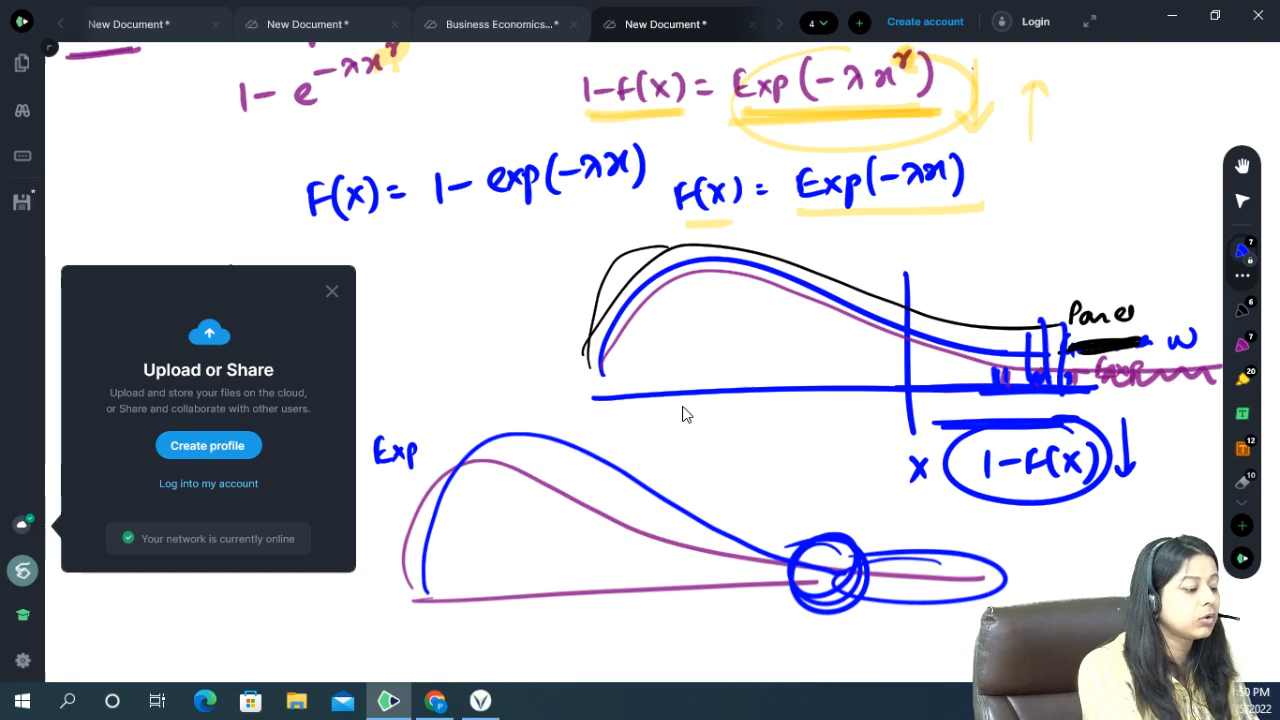 New Document*
New Document*
Business Economics...*
New Document*
4
Create account
Login
1- e^-λx^γ
1-f(x) = Exp(-λx^γ)
F(x) = 1- exp(-λx)
F(x) = Exp(-λx)
Upload or Share
Upload and store your files on the cloud,
or Share and collaborate with other users.
Create profile
Log into my account
Your network is currently online
W
Exp
x
1-F(x)
7
6
7
20
12
10
1:50 PM